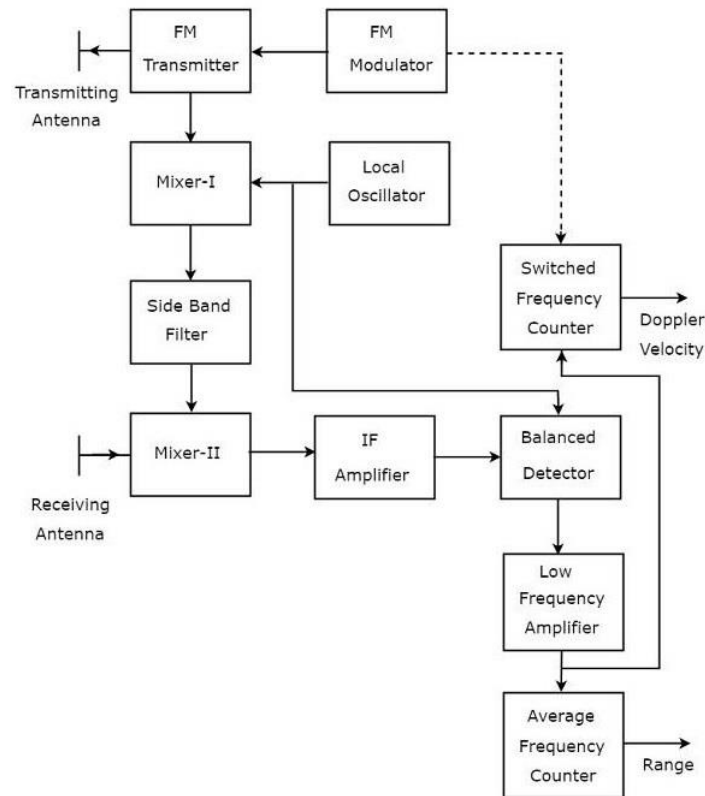 FM
Transmitter
FM
Modulator
Transmitting
Antenna
Mixer-I
Local
Oscillator
Switched
Frequency
Counter
Doppler
Velocity
Side Band
Filter
Mixer-II
IF
Amplifier
Balanced
Detector
Receiving
Antenna
Low
Frequency
Amplifier
Average
Frequency
Counter
Range